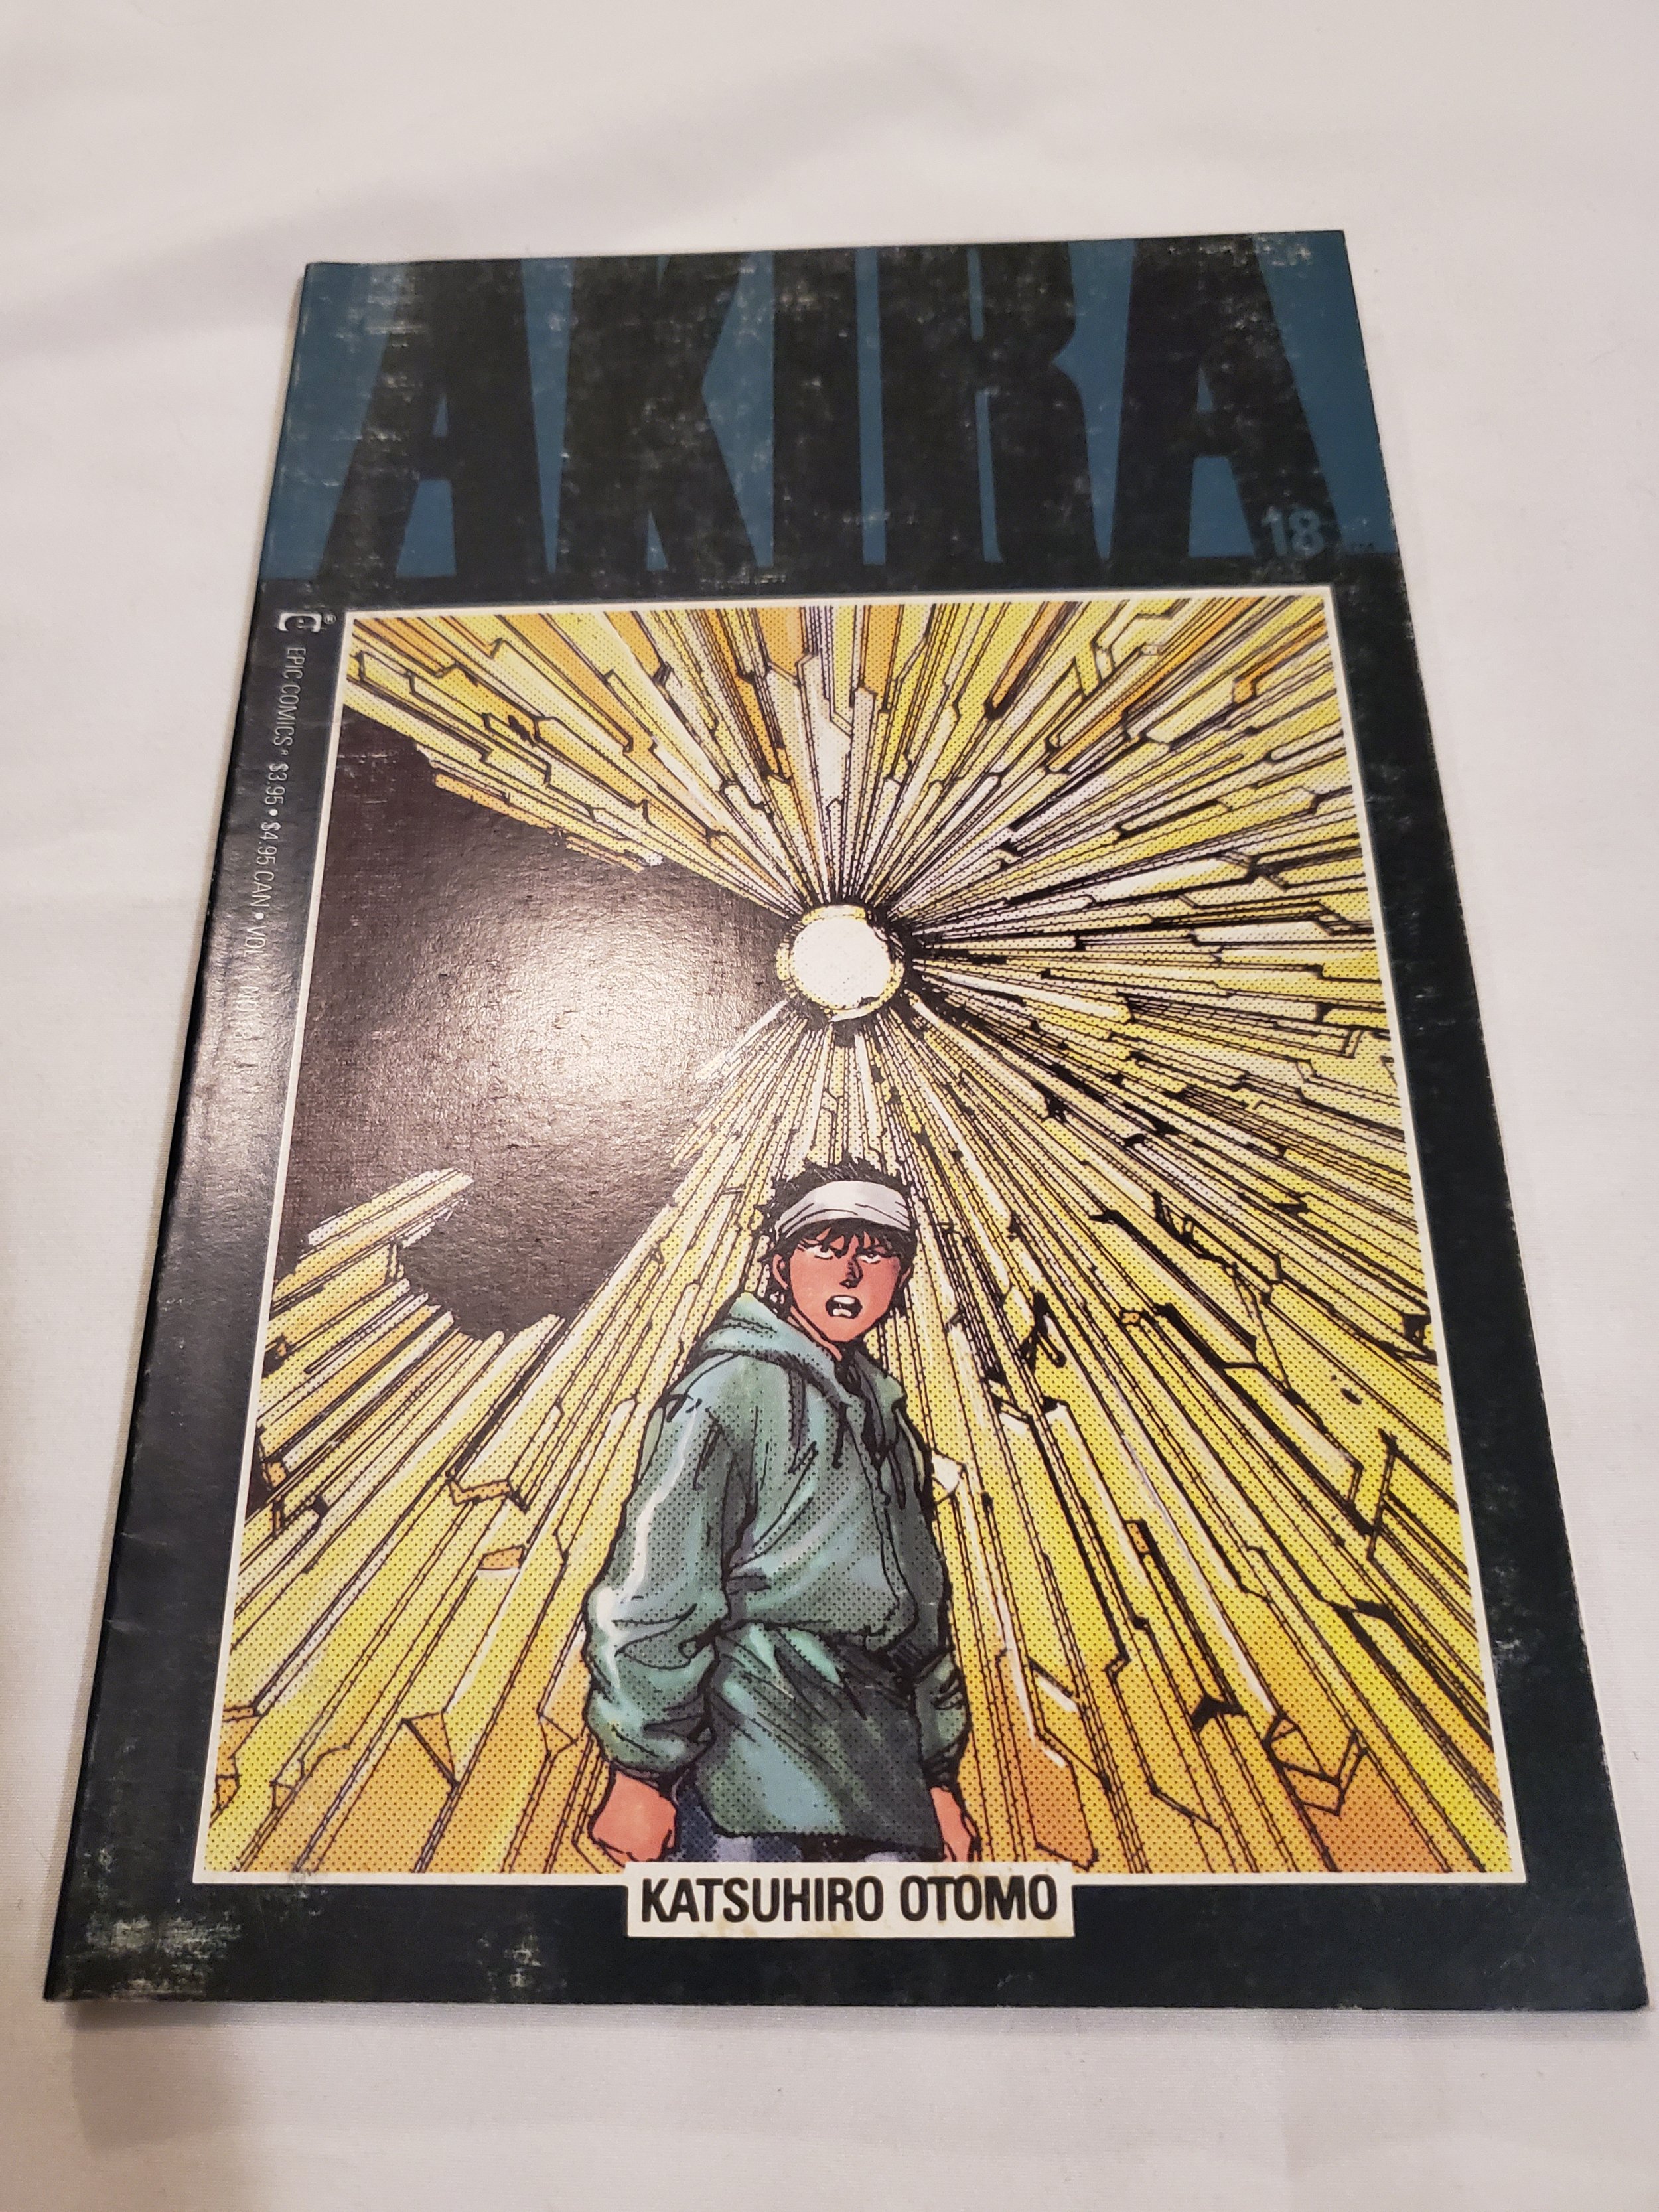 AKIRA
18
e®
EPIC COMICS® $3.95 • $4.95 CAN • VOL
KATSUHIRO OTOMO